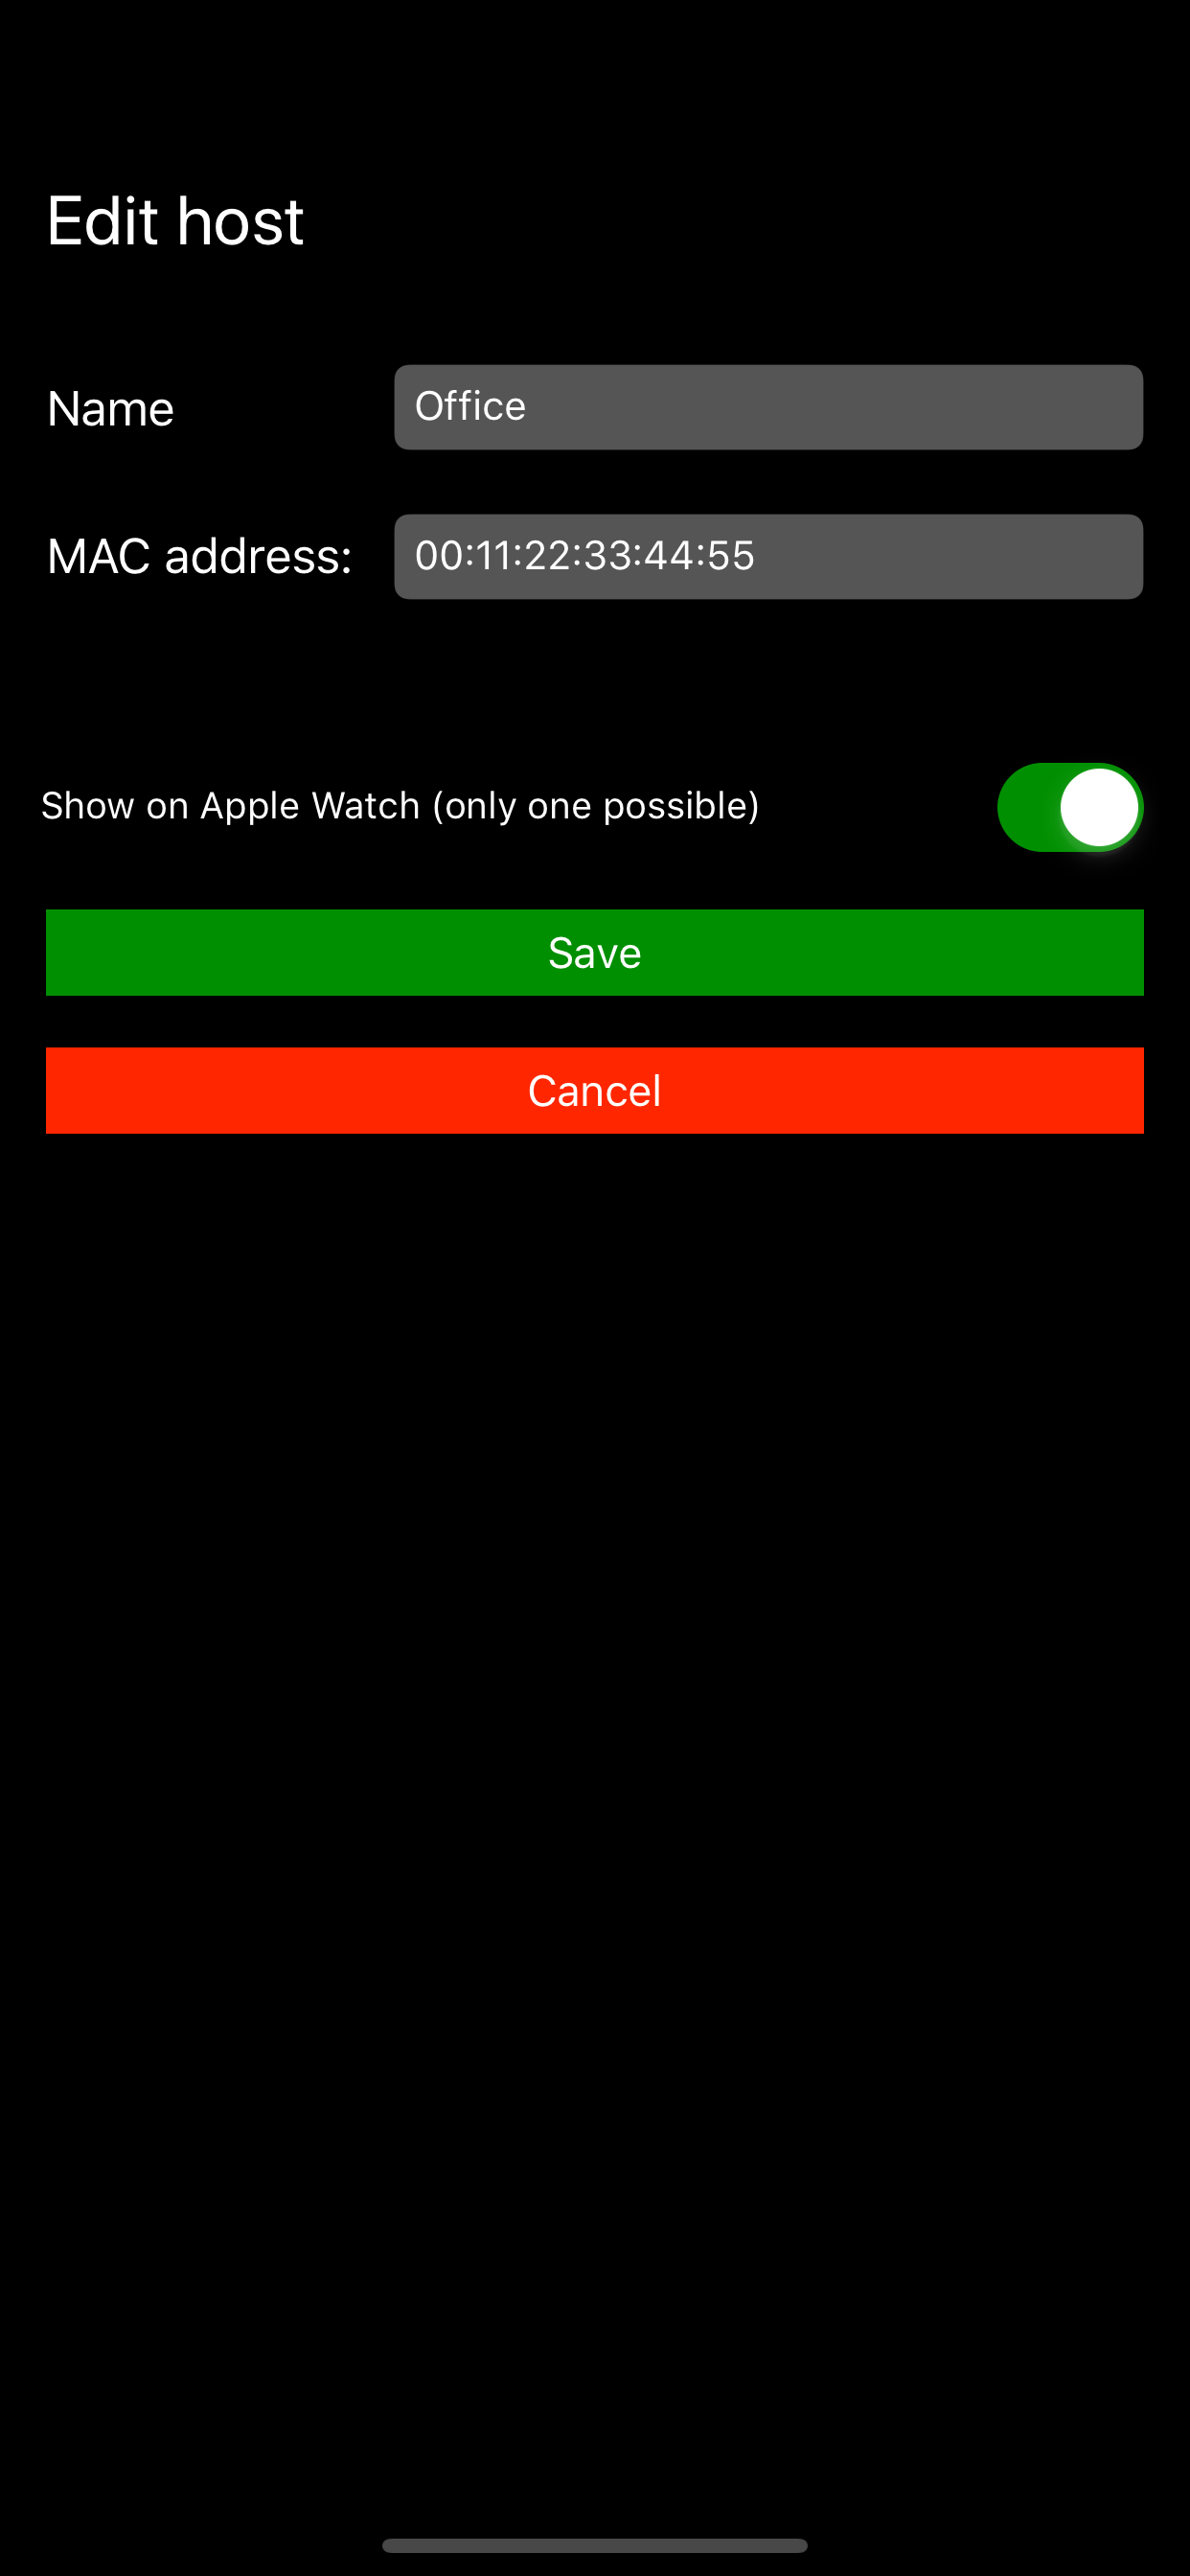 Edit host
Name
Office
MAC address:
00:11:22:33:44:55
Show on Apple Watch (only one possible)
Save
Cancel